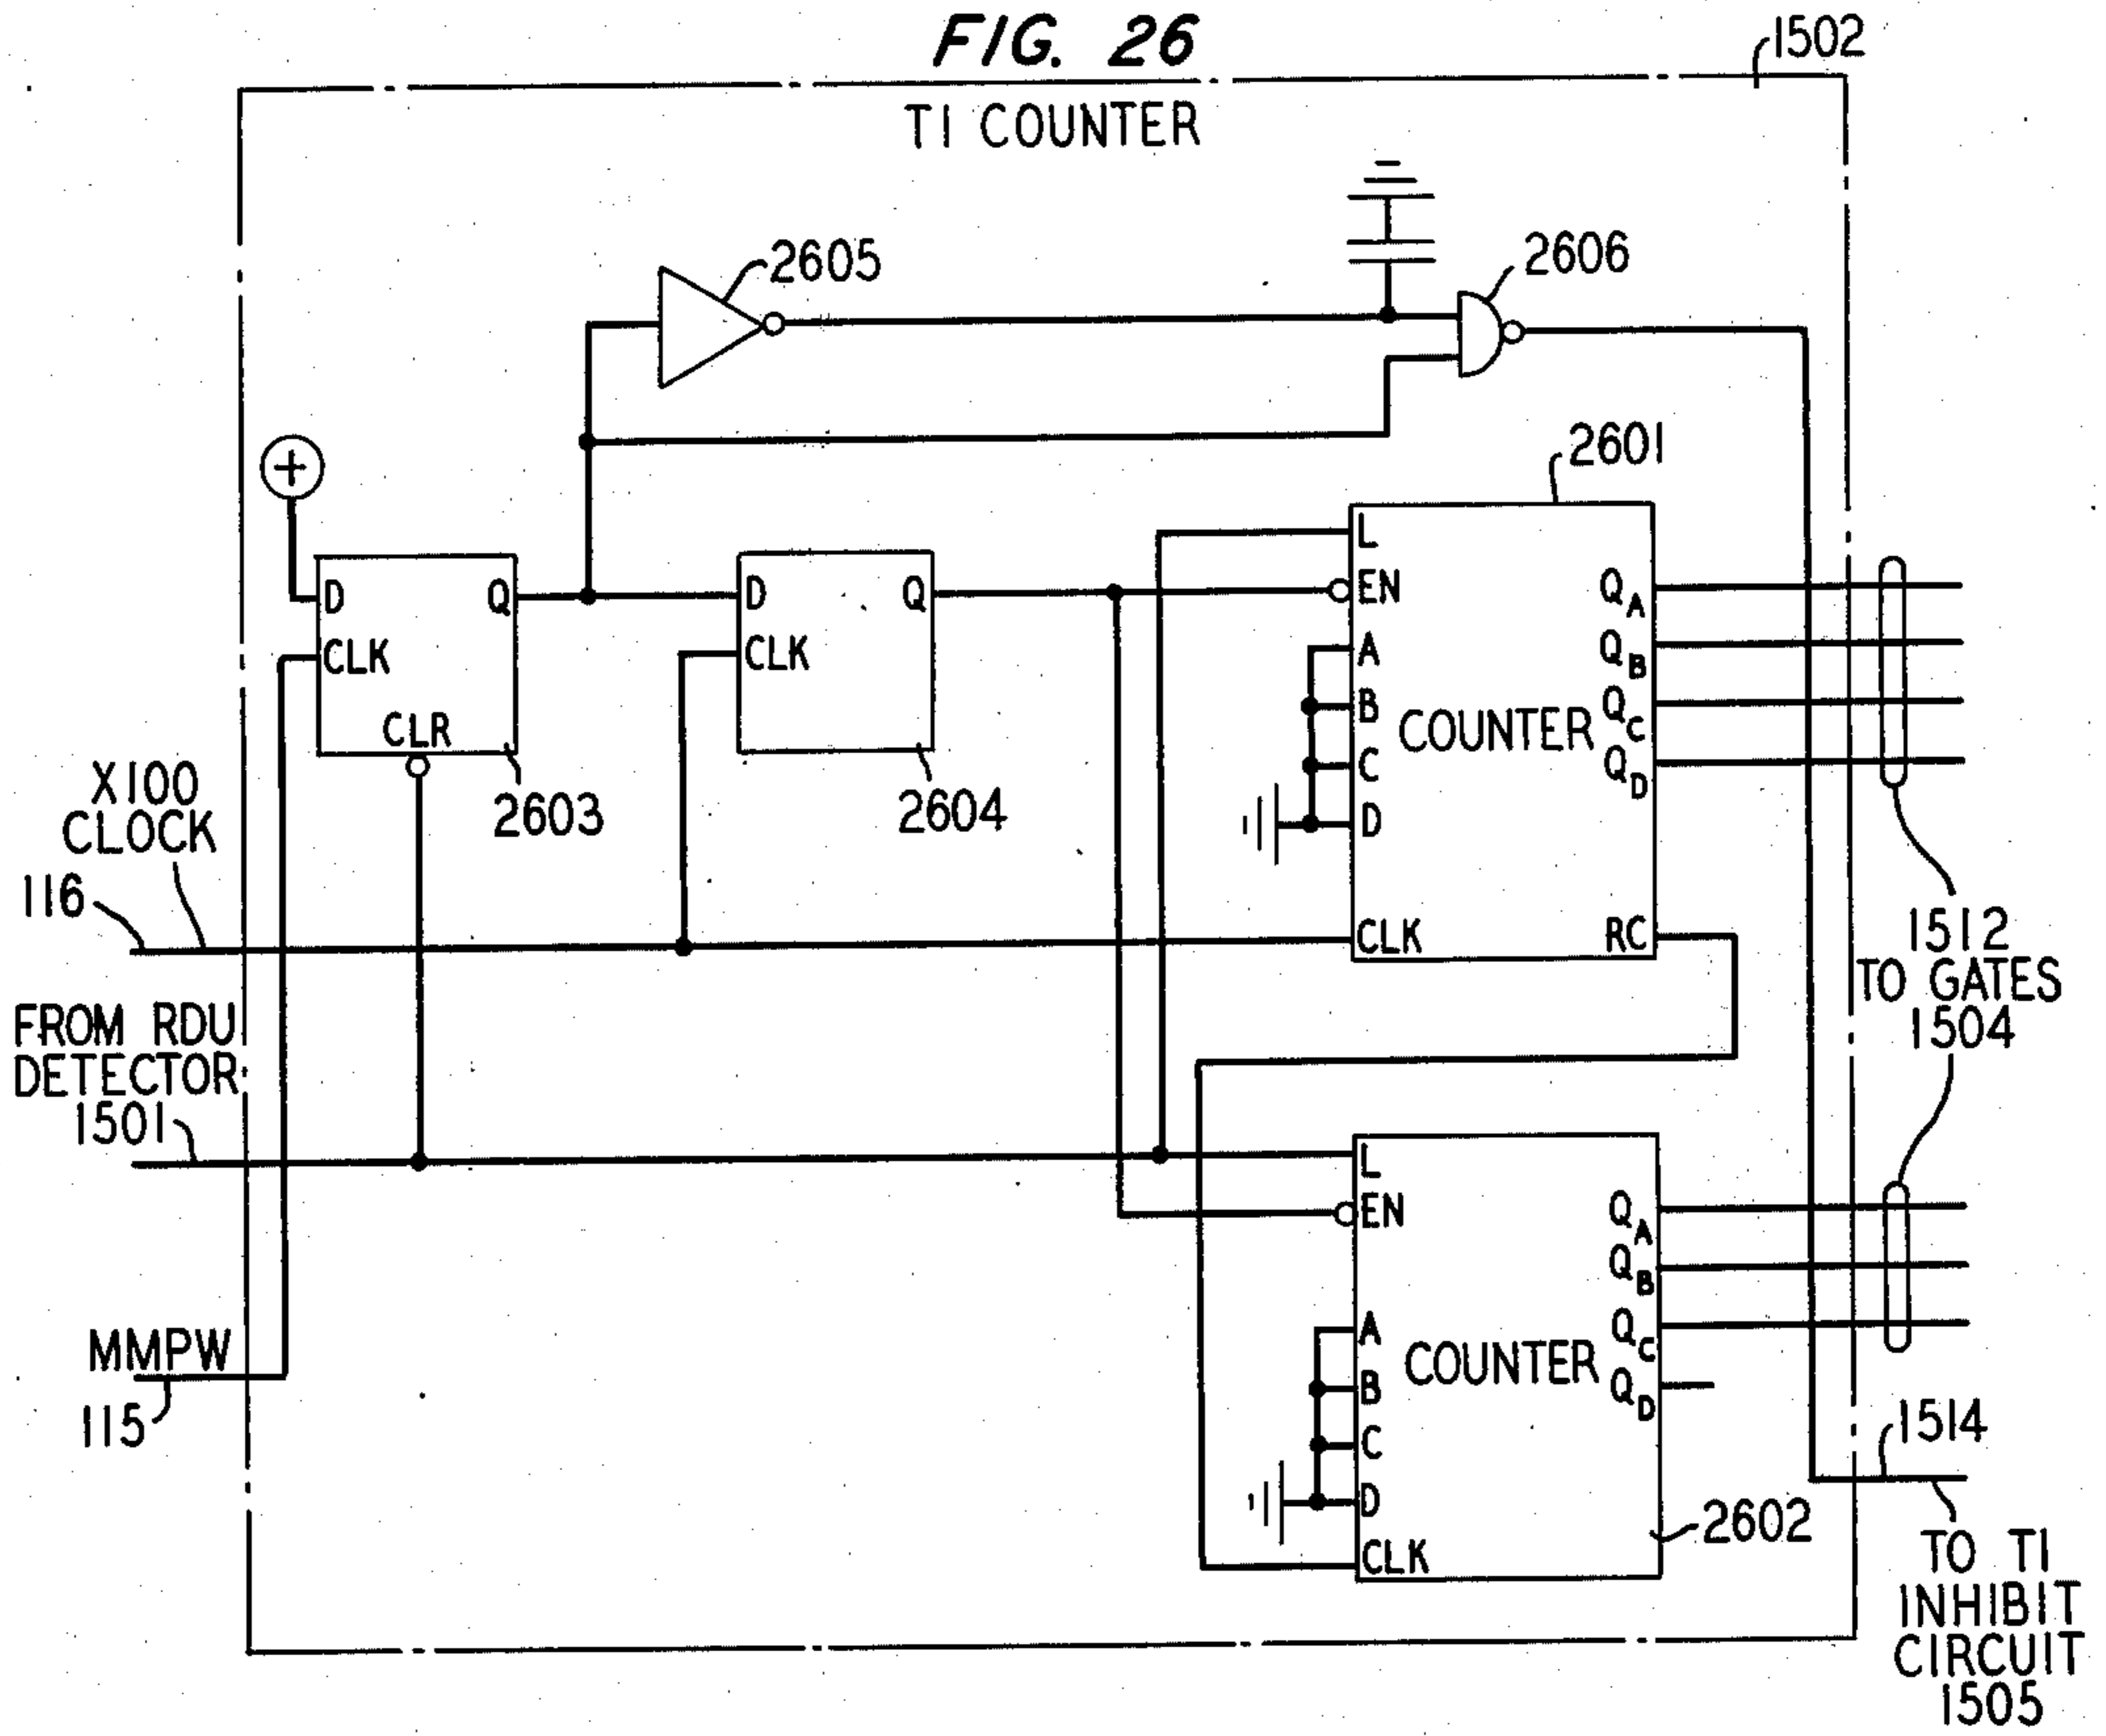 FIG. 26
1502
T1 COUNTER
2605
2606
+
2601
L
D Q
D Q
EN
QA
CLK
CLK
A
QB
B
QC
CLR
COUNTER
C
QD
X100
CLOCK
2603
2604
D
116
CLK
RC
1512
TO GATES
1504
FROM RDU
DETECTOR
1501
L
EN
QA
QB
MMPW
A
QC
COUNTER
B
QD
115
C
1514
D
2602
CLK
TO T1
INHIBIT
CIRCUIT
1505